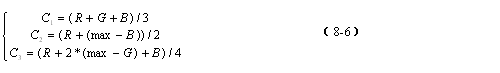 C₁ = (R + G + B) / 3
C₂ = (R + (max − B)) / 2 （8-6）
C₃ = (R + 2 * (max − G) + B) / 4